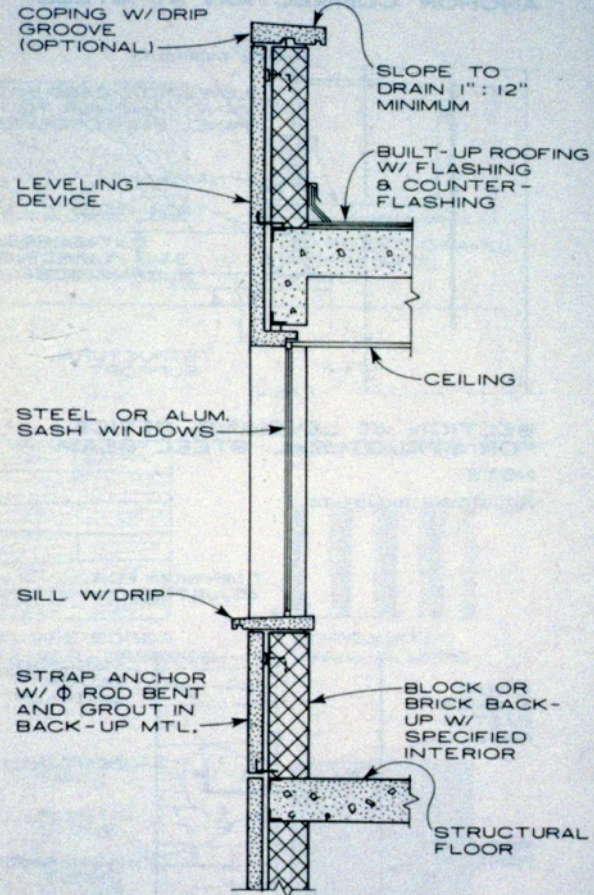 COPING W/ DRIP
GROOVE
(OPTIONAL)
SLOPE TO
DRAIN 1" : 12"
MINIMUM
BUILT-UP ROOFING
W/ FLASHING
& COUNTER-
FLASHING
LEVELING
DEVICE
CEILING
STEEL OR ALUM.
SASH WINDOWS
SILL W/ DRIP
STRAP ANCHOR
W/ Φ ROD BENT
AND GROUT IN
BACK-UP MTL.
BLOCK OR
BRICK BACK-
UP W/
SPECIFIED
INTERIOR
STRUCTURAL
FLOOR